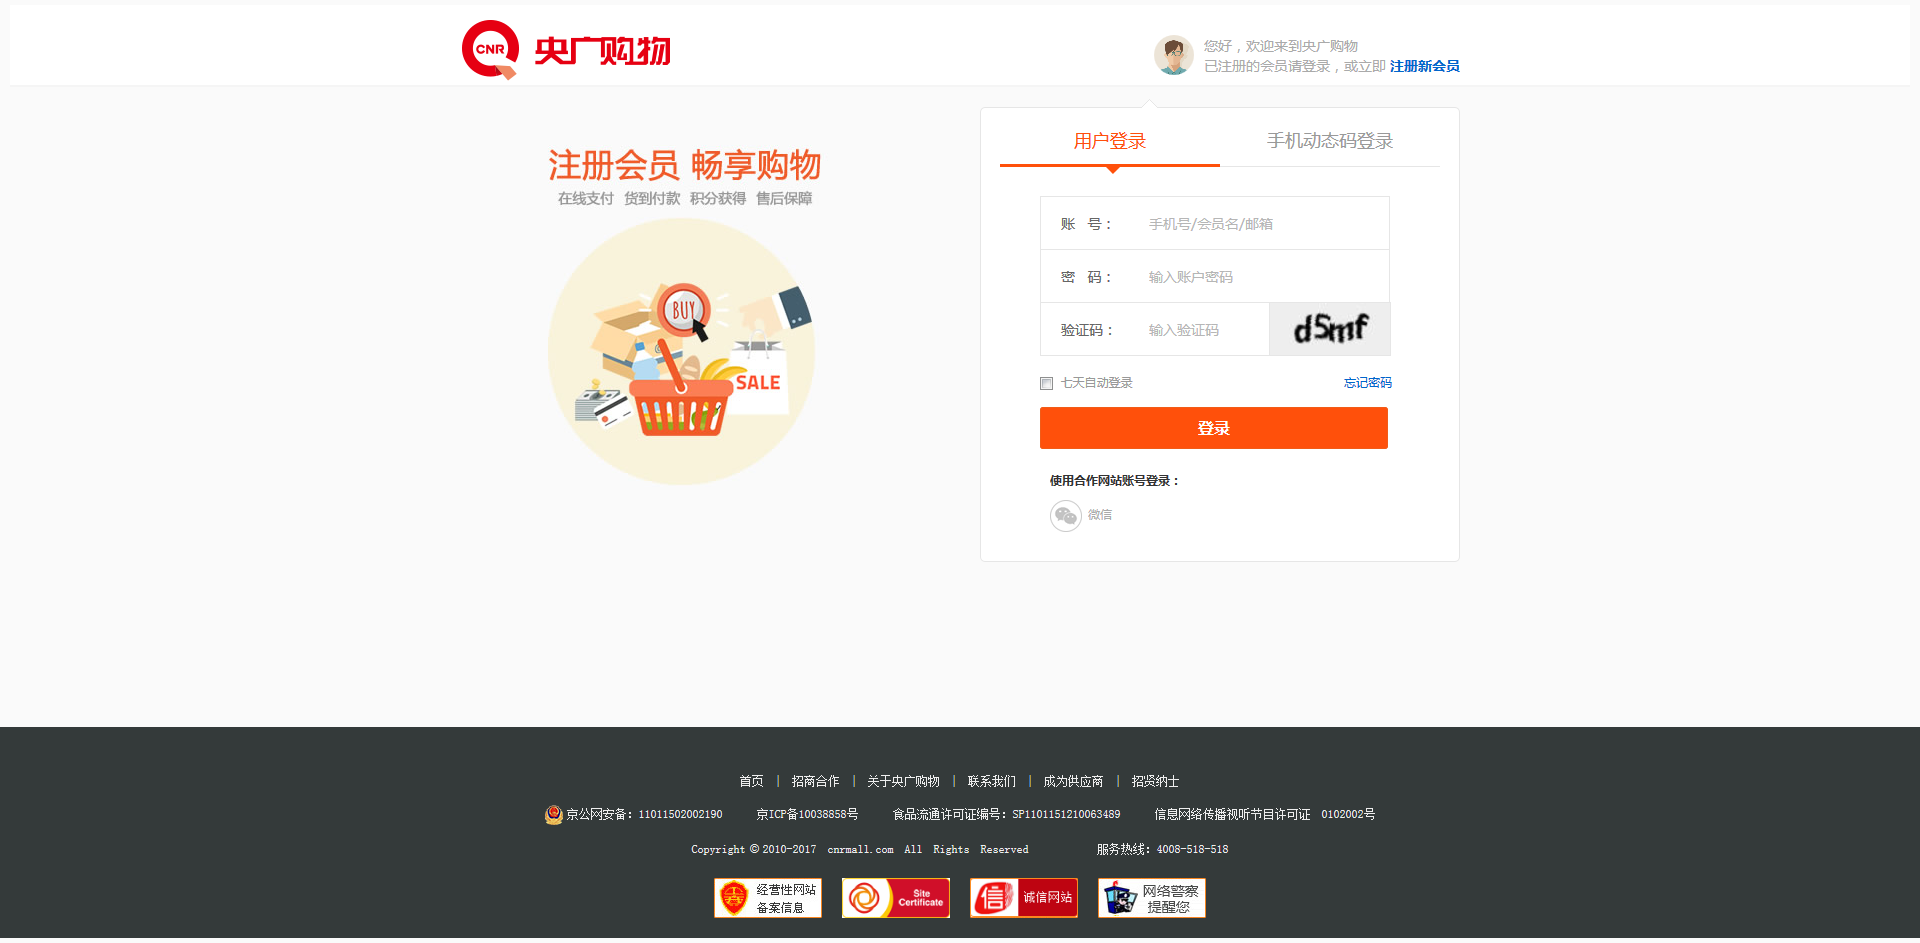 CNR 央广购物
您好，欢迎来到央广购物
已注册的会员请登录，或立即 注册新会员
注册会员 畅享购物
在线支付 货到付款 积分获得 售后保障
BUY
SALE
用户登录 手机动态码登录
账 号： 手机号/会员名/邮箱
密 码： 输入账户密码
验证码： 输入验证码 d5mf
七天自动登录 忘记密码
登录
使用合作网站账号登录：
微信
首页 | 招商合作 | 关于央广购物 | 联系我们 | 成为供应商 | 招贤纳士
京公网安备：11011502002190 京ICP备10038858号 食品流通许可证编号：SP1101151210063489 信息网络传播视听节目许可证 0102002号
Copyright © 2010-2017 cnrmall.com All Rights Reserved 服务热线：4008-518-518
经营性网站
备案信息
Site
Certificate
信 诚信网站
网络警察
提醒您